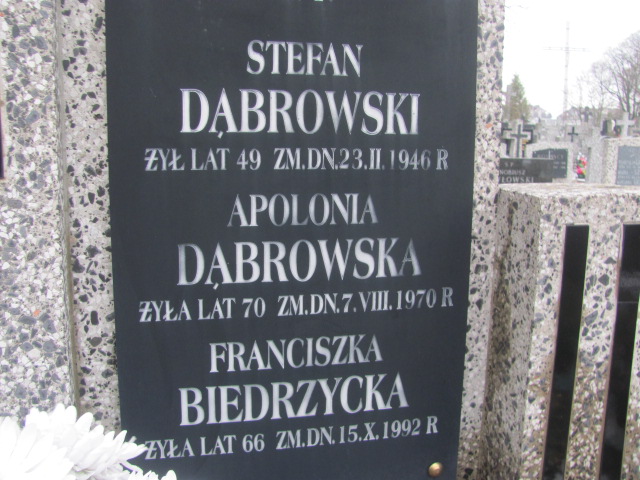 STEFAN
DĄBROWSKI
ŻYŁ LAT 49 ZM.DN.23.II.1946 R
APOLONIA
DĄBROWSKA
ŻYŁA LAT 70 ZM.DN.7.VIII.1970 R
FRANCISZKA
BIEDRZYCKA
ŻYŁA LAT 66 ZM.DN.15.X.1992 R